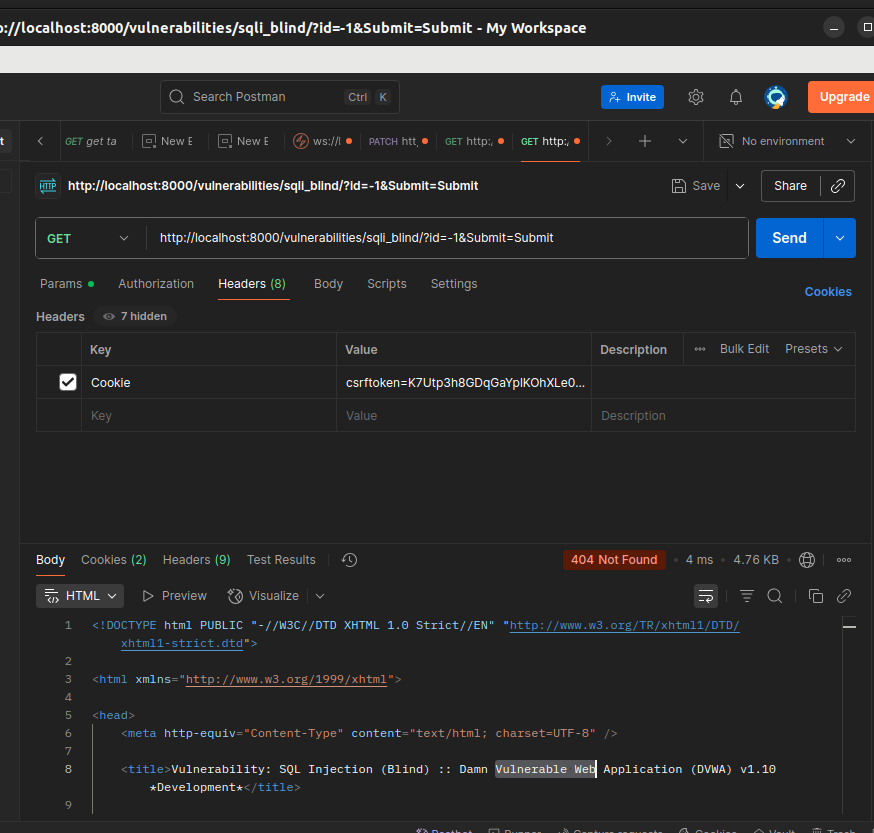 p://localhost:8000/vulnerabilities/sqli_blind/?id=-1&Submit=Submit - My Workspace
Search Postman Ctrl K Invite Upgrade
t GET get ta New E New E ws://l PATCH htt, GET http:, GET http:, No environment
HTTP http://localhost:8000/vulnerabilities/sqli_blind/?id=-1&Submit=Submit Save Share
GET http://localhost:8000/vulnerabilities/sqli_blind/?id=-1&Submit=Submit Send
Params Authorization Headers (8) Body Scripts Settings Cookies
Headers 7 hidden
Key Value Description Bulk Edit Presets
Cookie csrftoken=K7Utp3h8GDqGaYplKOhXLe0...
Key Value Description
Body Cookies (2) Headers (9) Test Results 404 Not Found 4 ms 4.76 KB
HTML Preview Visualize
1 <!DOCTYPE html PUBLIC "-//W3C//DTD XHTML 1.0 Strict//EN" "http://www.w3.org/TR/xhtml1/DTD/
xhtml1-strict.dtd">
2
3 <html xmlns="http://www.w3.org/1999/xhtml">
4
5 <head>
6 <meta http-equiv="Content-Type" content="text/html; charset=UTF-8" />
7
8 <title>Vulnerability: SQL Injection (Blind) :: Damn Vulnerable Web Application (DVWA) v1.10
*Development*</title>
9
Postbot Runner Capture requests Cookies Vault Trash